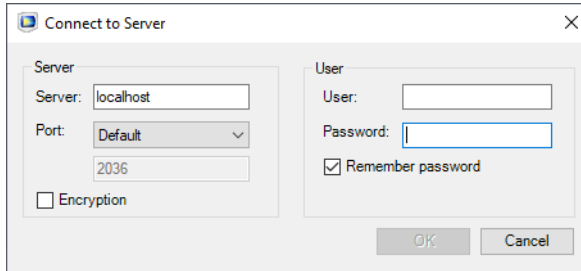 Connect to Server
Server
Server: localhost
Port: Default
2036
Encryption
User
User:
Password:
Remember password
OK
Cancel